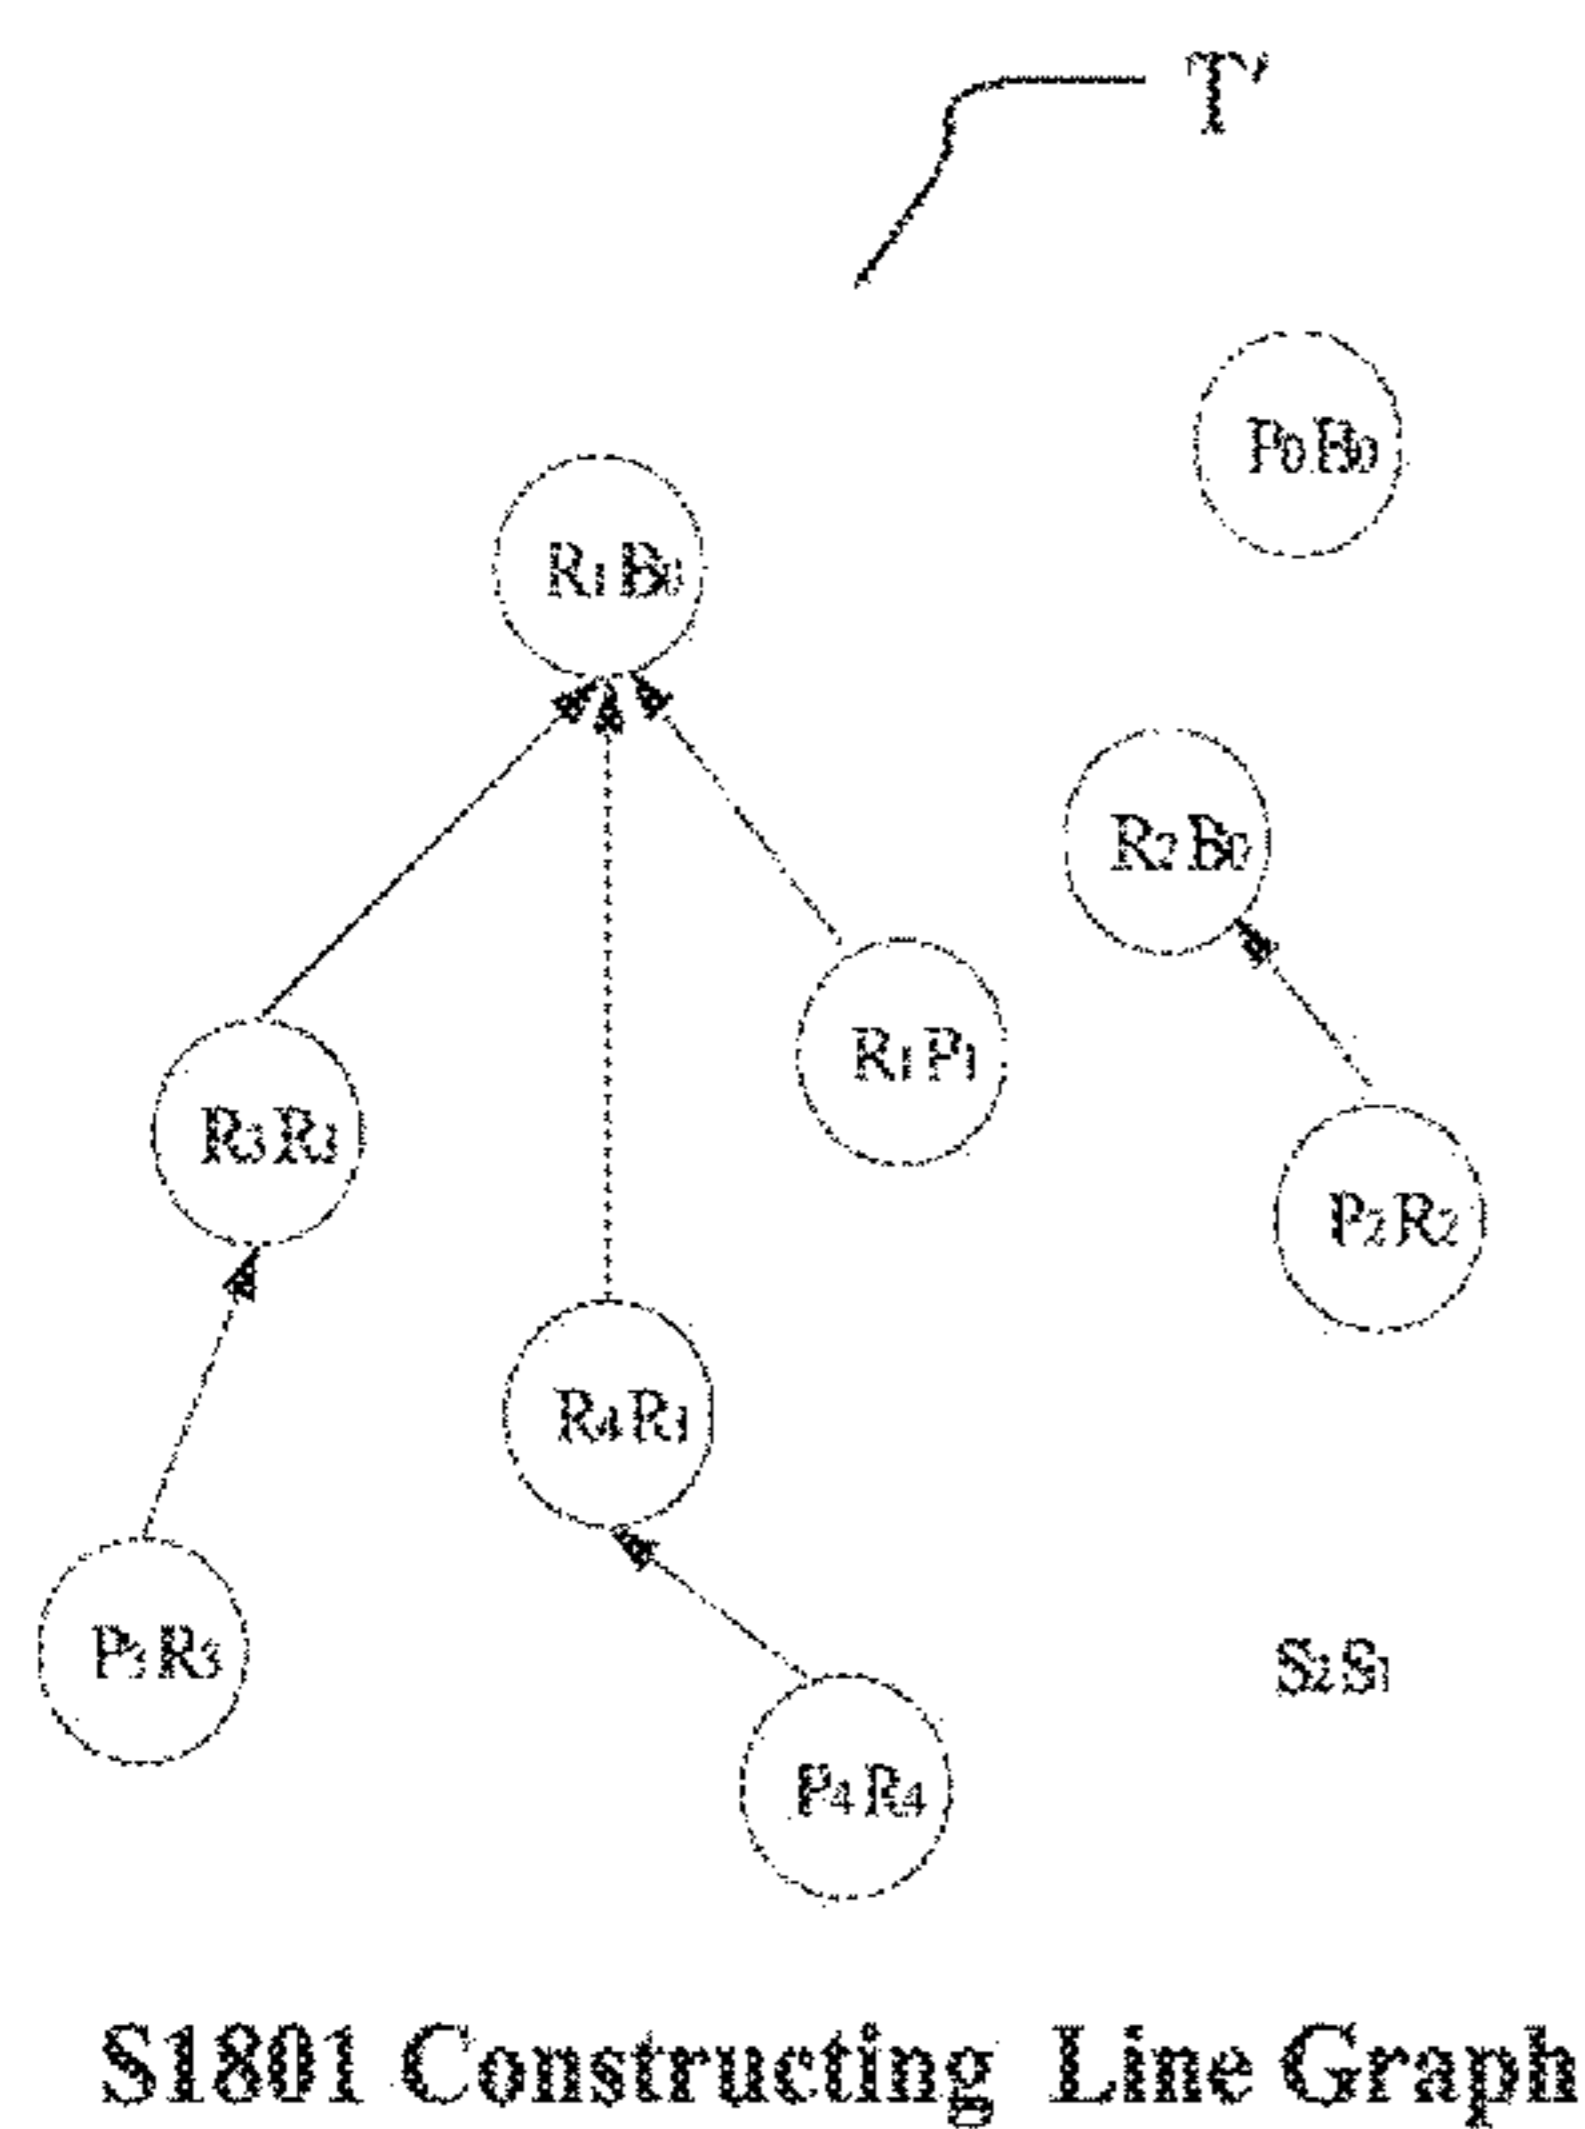 T'
P₀B₀
R₁B₀
R₂B₀
R₁P₁
R₃R₁
P₂R₂
R₄R₁
P₃R₃
S₂S₁
P₄R₄
S1801 Constructing Line Graph